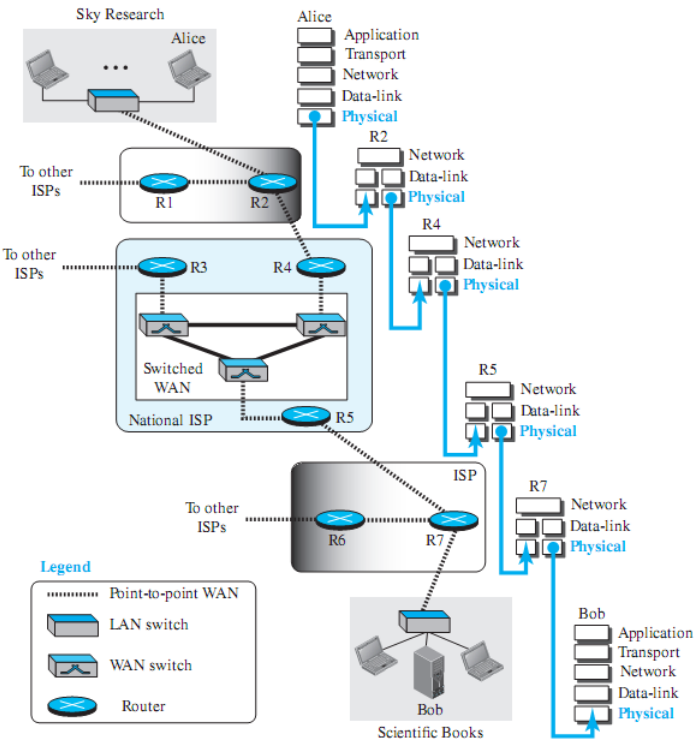 Sky Research
Alice
To other
ISPs
R1
R2
To other
ISPs
R3
R4
Switched
WAN
National ISP
R5
ISP
To other
ISPs
R6
R7
Bob
Scientific Books
Legend
Point-to-point WAN
LAN switch
WAN switch
Router
Alice
Application
Transport
Network
Data-link
Physical
R2
Network
Data-link
Physical
R4
Network
Data-link
Physical
R5
Network
Data-link
Physical
R7
Network
Data-link
Physical
Bob
Application
Transport
Network
Data-link
Physical